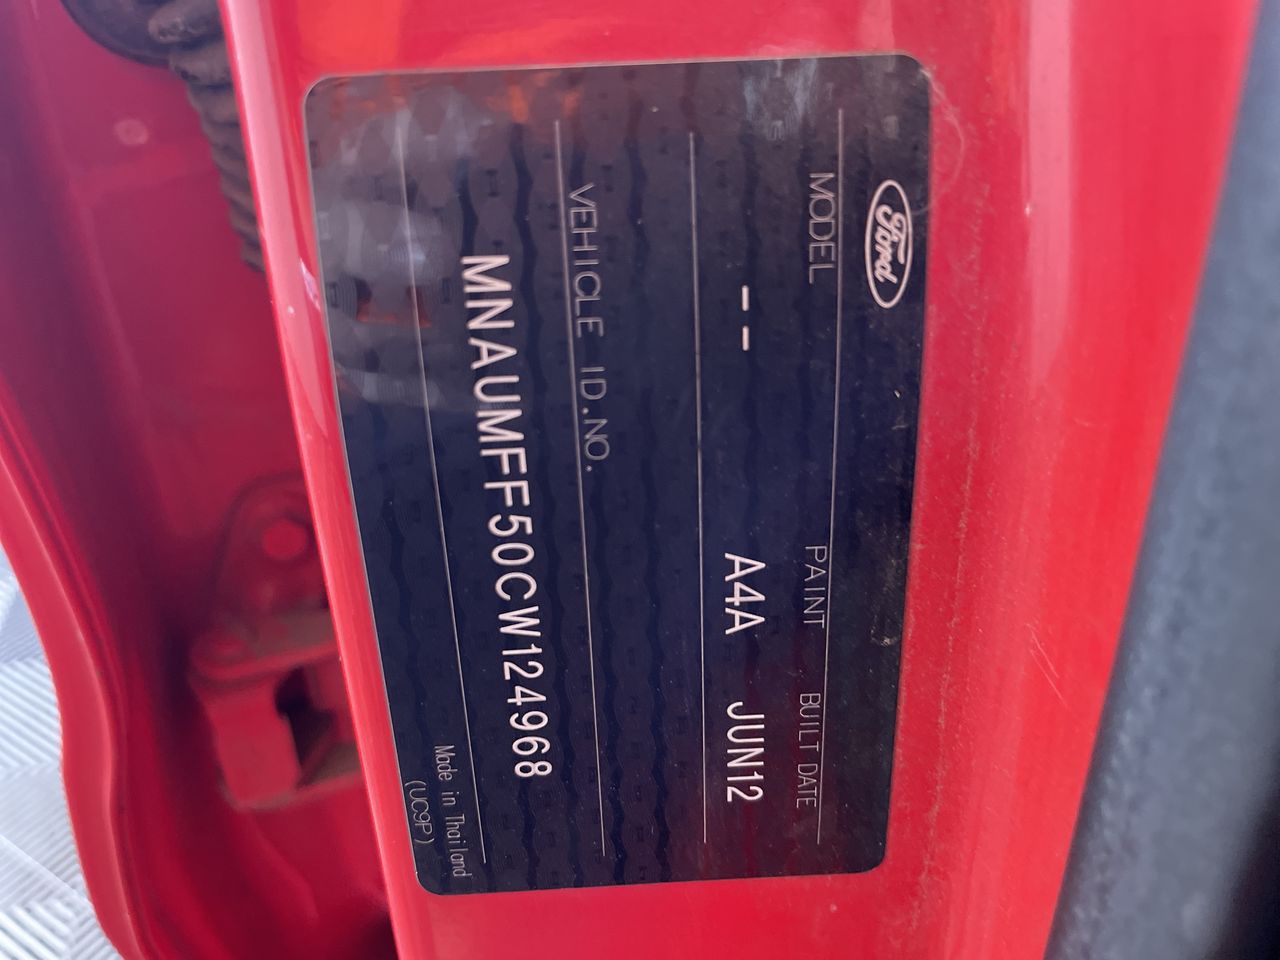 Ford
MODEL PAINT BUILT DATE
-- A4A JUN12
VEHICLE ID.NO.
MNAUMFF50CW124968
Made in Thailand
(UC9P)